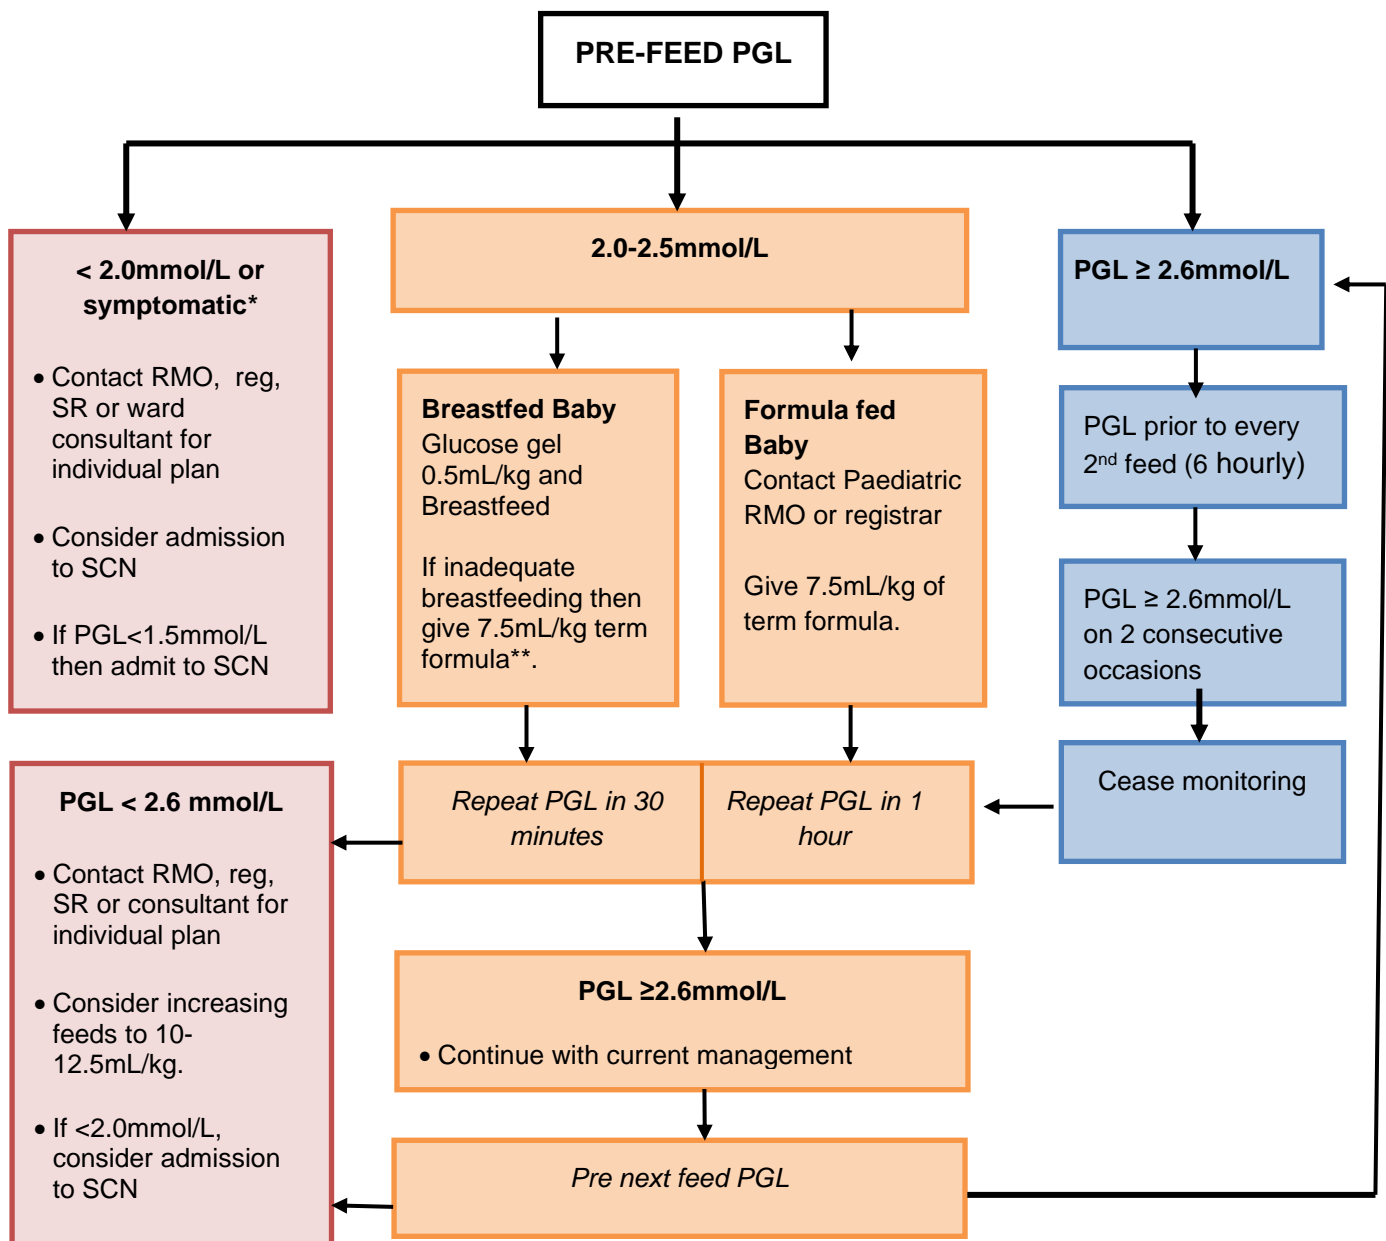 PRE-FEED PGL
< 2.0mmol/L or
symptomatic*
• Contact RMO, reg,
SR or ward
consultant for
individual plan
• Consider admission
to SCN
• If PGL<1.5mmol/L
then admit to SCN
2.0-2.5mmol/L
PGL ≥ 2.6mmol/L
Breastfed Baby
Glucose gel
0.5mL/kg and
Breastfeed
If inadequate
breastfeeding then
give 7.5mL/kg term
formula**.
Formula fed
Baby
Contact Paediatric
RMO or registrar
Give 7.5mL/kg of
term formula.
PGL prior to every
2nd feed (6 hourly)
PGL ≥ 2.6mmol/L
on 2 consecutive
occasions
Cease monitoring
Repeat PGL in 30
minutes
Repeat PGL in 1
hour
PGL < 2.6 mmol/L
• Contact RMO, reg,
SR or consultant for
individual plan
• Consider increasing
feeds to 10-
12.5mL/kg.
• If <2.0mmol/L,
consider admission
to SCN
PGL ≥2.6mmol/L
• Continue with current management
Pre next feed PGL